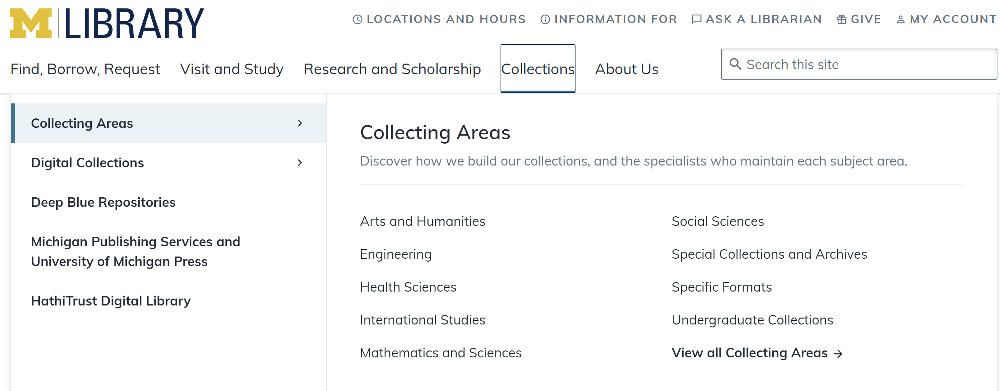 M LIBRARY
LOCATIONS AND HOURS INFORMATION FOR ASK A LIBRARIAN GIVE MY ACCOUNT
Find, Borrow, Request Visit and Study Research and Scholarship Collections About Us Search this site
Collecting Areas
Digital Collections
Deep Blue Repositories
Michigan Publishing Services and
University of Michigan Press
HathiTrust Digital Library
Collecting Areas
Discover how we build our collections, and the specialists who maintain each subject area.
Arts and Humanities
Engineering
Health Sciences
International Studies
Mathematics and Sciences
Social Sciences
Special Collections and Archives
Specific Formats
Undergraduate Collections
View all Collecting Areas →